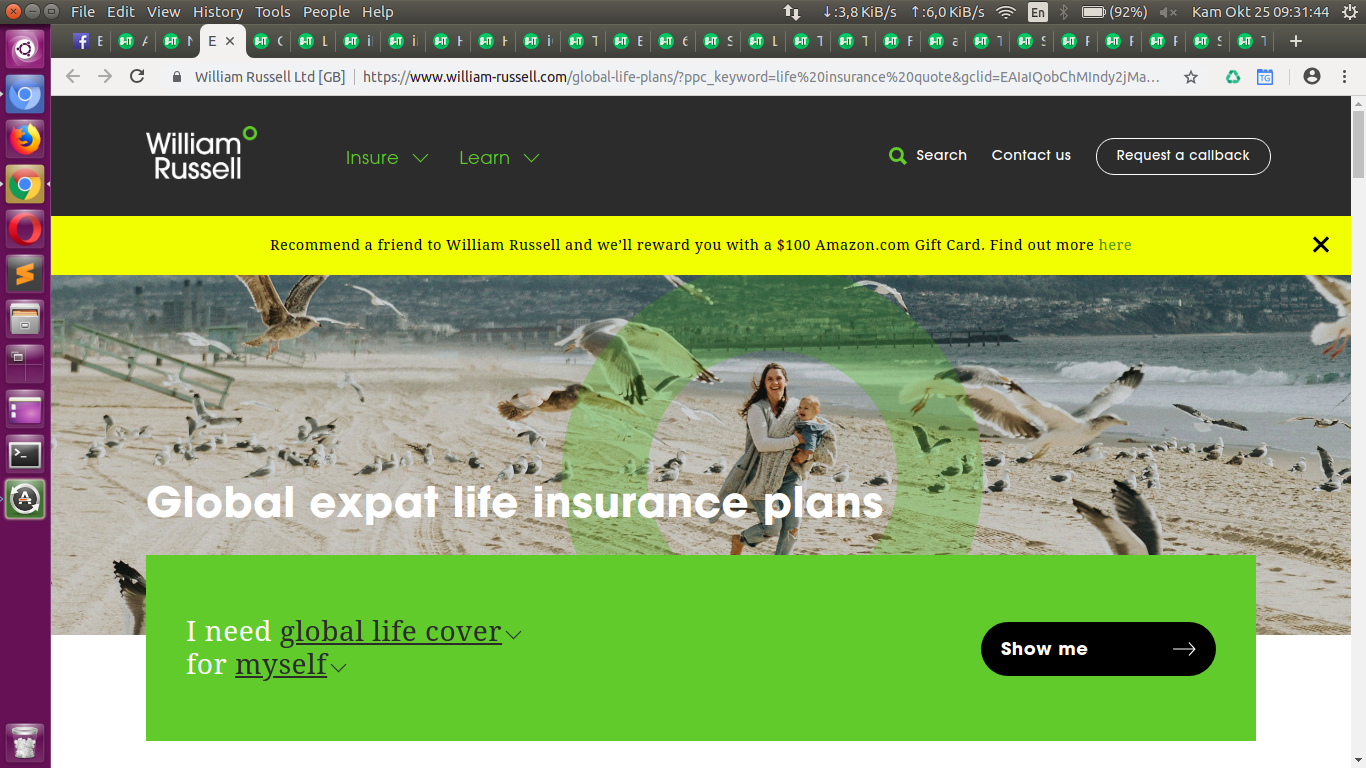 File Edit View History Tools People Help
↓:3,8 KiB/s ↑:6,0 KiB/s En (92%) Kam Okt 25 09:31:44
William Russell Ltd [GB] https://www.william-russell.com/global-life-plans/?ppc_keyword=life%20insurance%20quote&gclid=EAIaIQobChMIndy2jMa…
William
Russell
Insure Learn Search Contact us Request a callback
Recommend a friend to William Russell and we’ll reward you with a $100 Amazon.com Gift Card. Find out more here
Global expat life insurance plans
I need global life cover
for myself
Show me